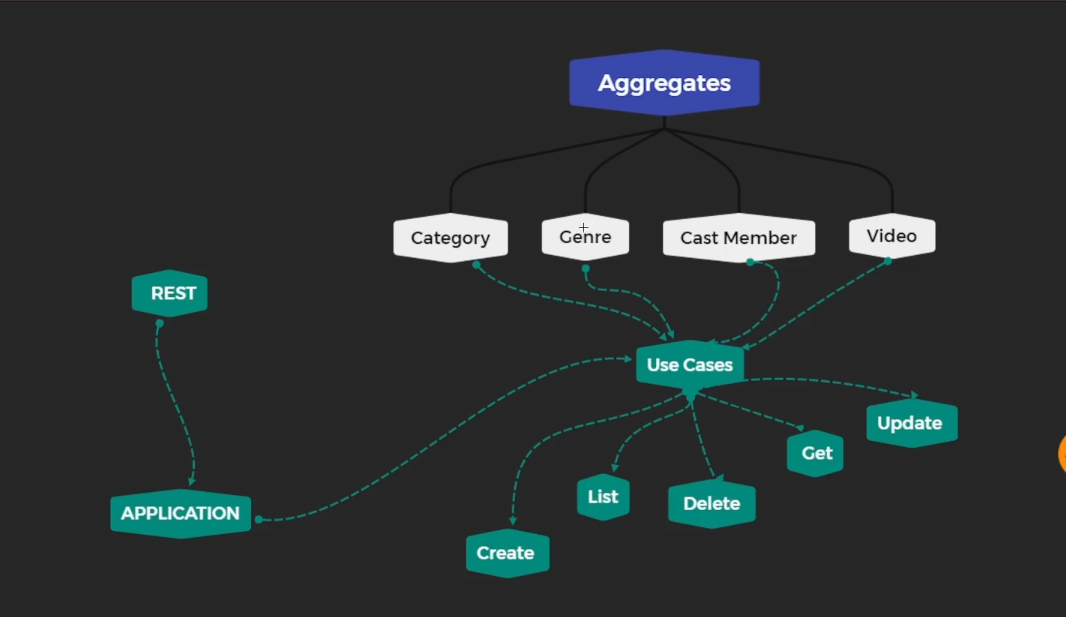 Aggregates
Category
Genre
Cast Member
Video
REST
Use Cases
Update
Get
List
Delete
APPLICATION
Create